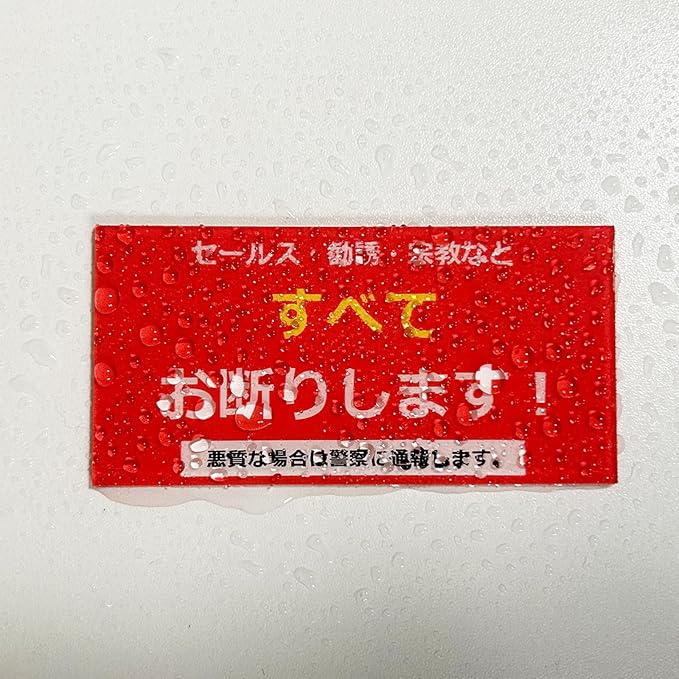 セールス・勧誘・宗教など
すべて
お断りします！
悪質な場合は警察に通報します。